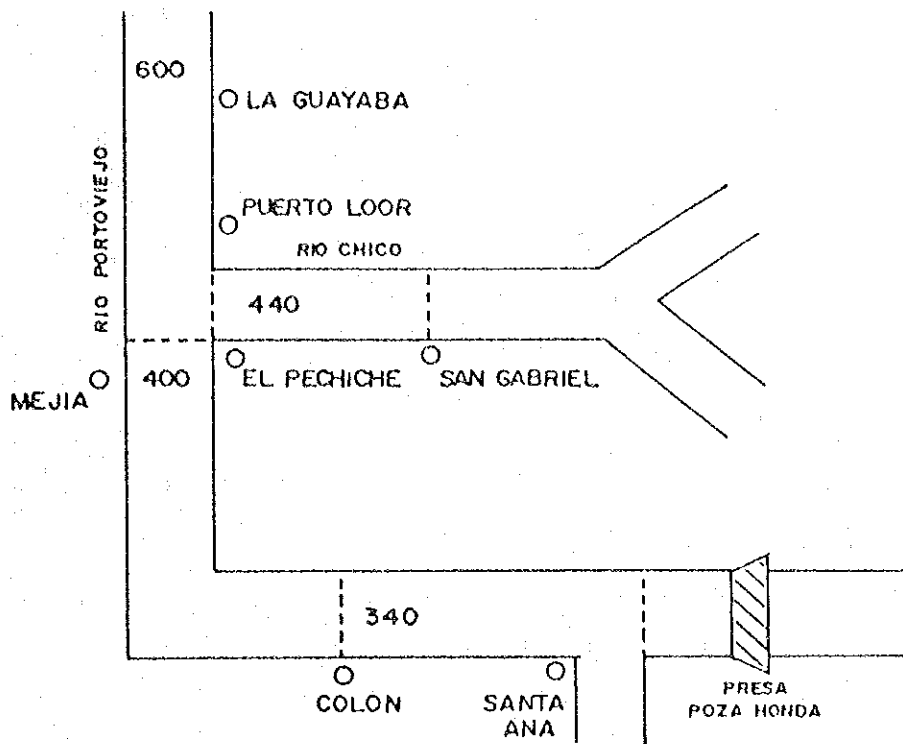 600
LA GUAYABA
RIO PORTOVIEJO
PUERTO LOOR
RIO CHICO
440
400
EL PECHICHE
SAN GABRIEL
MEJIA
340
COLON
SANTA
ANA
PRESA
POZA HONDA